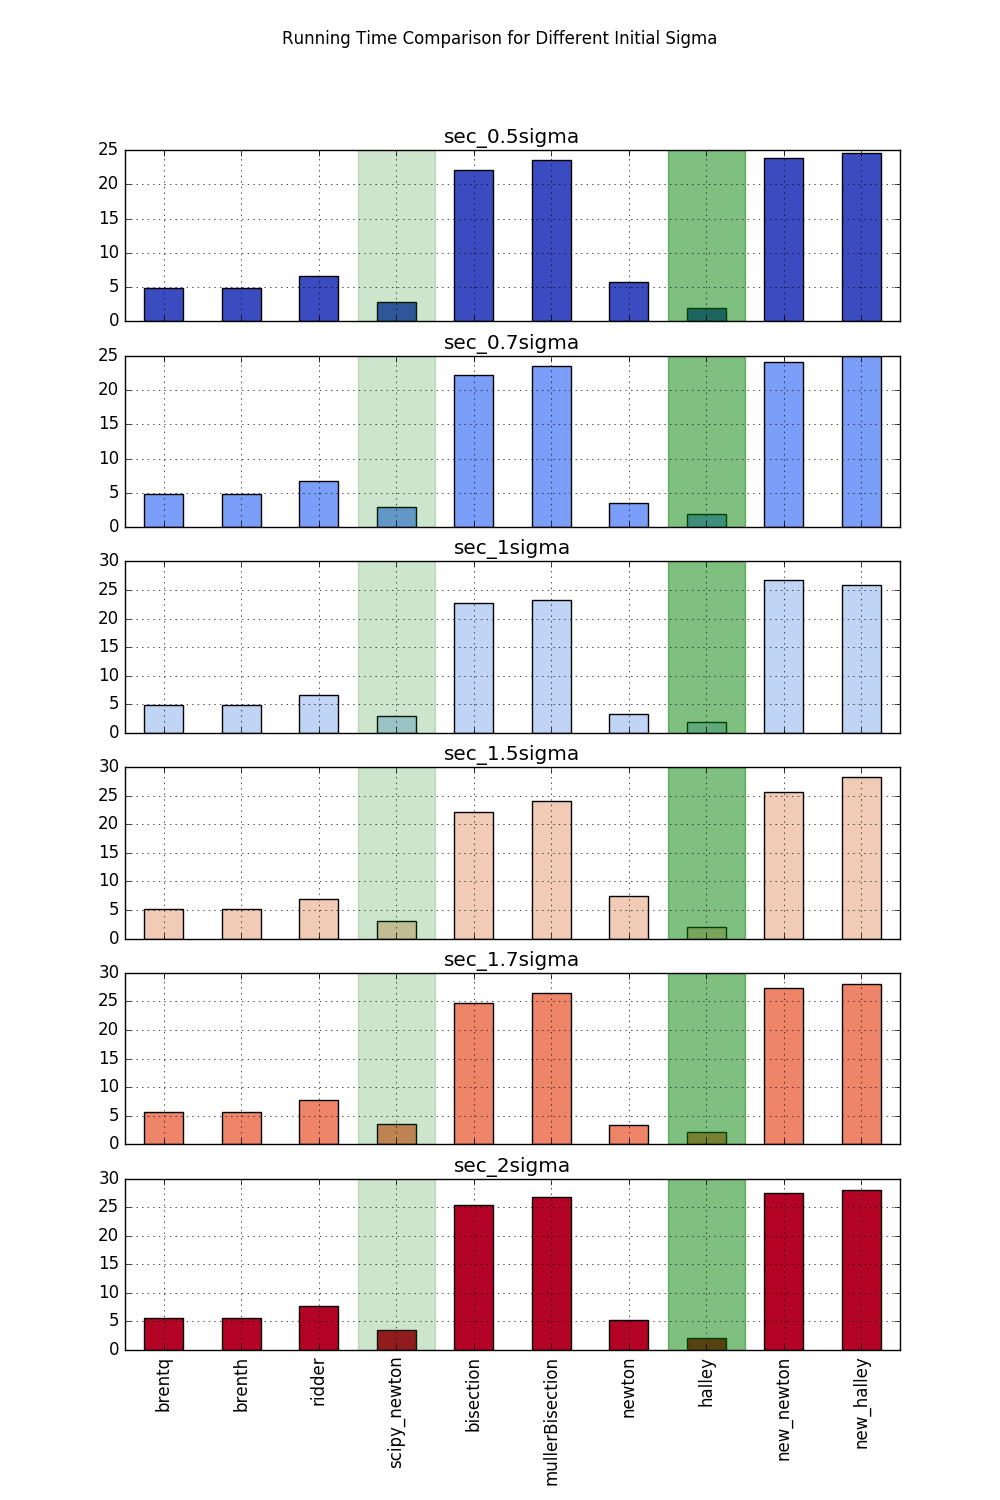 Running Time Comparison for Different Initial Sigma
sec_0.5sigma
25
20
15
10
5
0
sec_0.7sigma
25
20
15
10
5
0
sec_1sigma
30
25
20
15
10
5
0
sec_1.5sigma
30
25
20
15
10
5
0
sec_1.7sigma
30
25
20
15
10
5
0
sec_2sigma
30
25
20
15
10
5
0
brentq
brenth
ridder
scipy_newton
bisection
mullerBisection
newton
halley
new_newton
new_halley